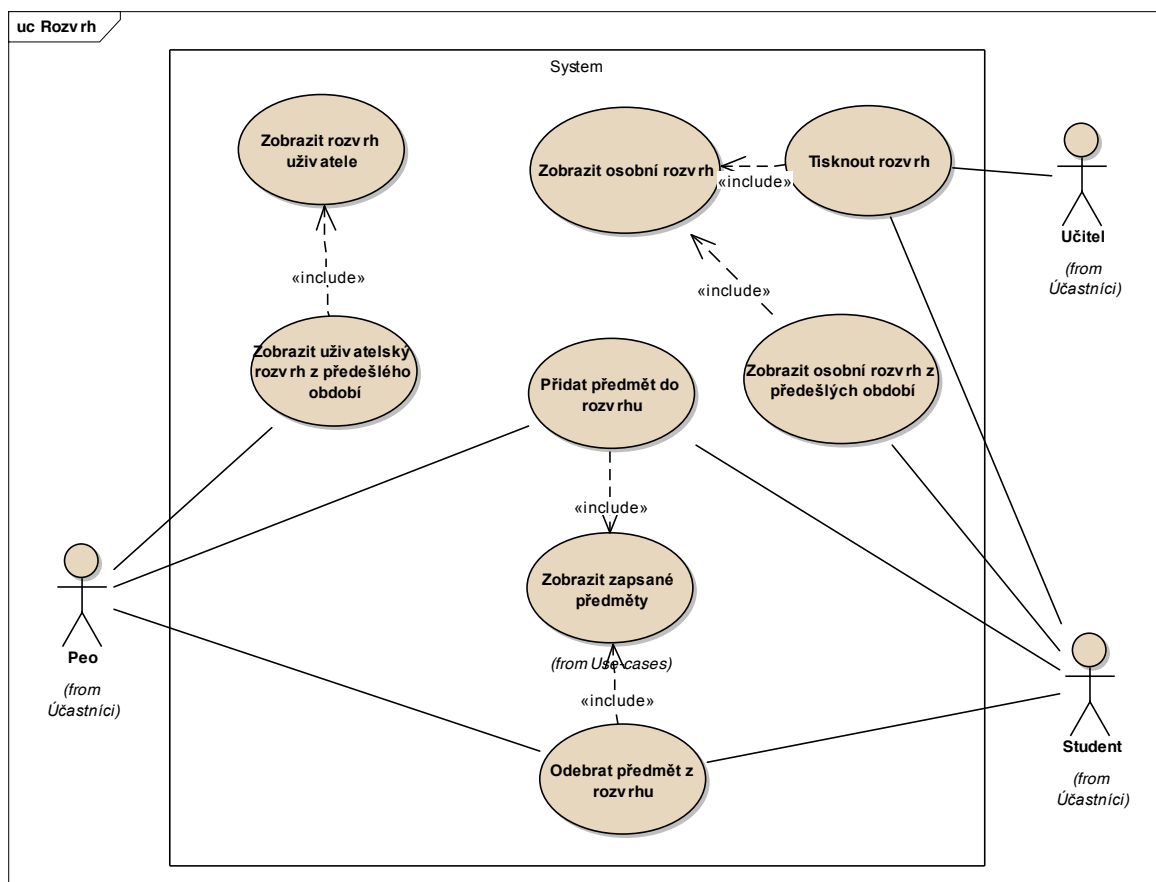 uc Rozvrh
System
Zobrazit rozvrh
uživatele
Zobrazit osobní rozvrh
Tisknout rozvrh
«include»
Učitel
(from
Účastníci)
«include»
«include»
Zobrazit uživatelský
rozvrh z předešlého
období
Přidat předmět do
rozvrhu
Zobrazit osobní rozvrh z
předešlých období
«include»
Zobrazit zapsané
předměty
(from Use-cases)
«include»
Peo
(from
Účastníci)
Odebrat předmět z
rozvrhu
Student
(from
Účastníci)